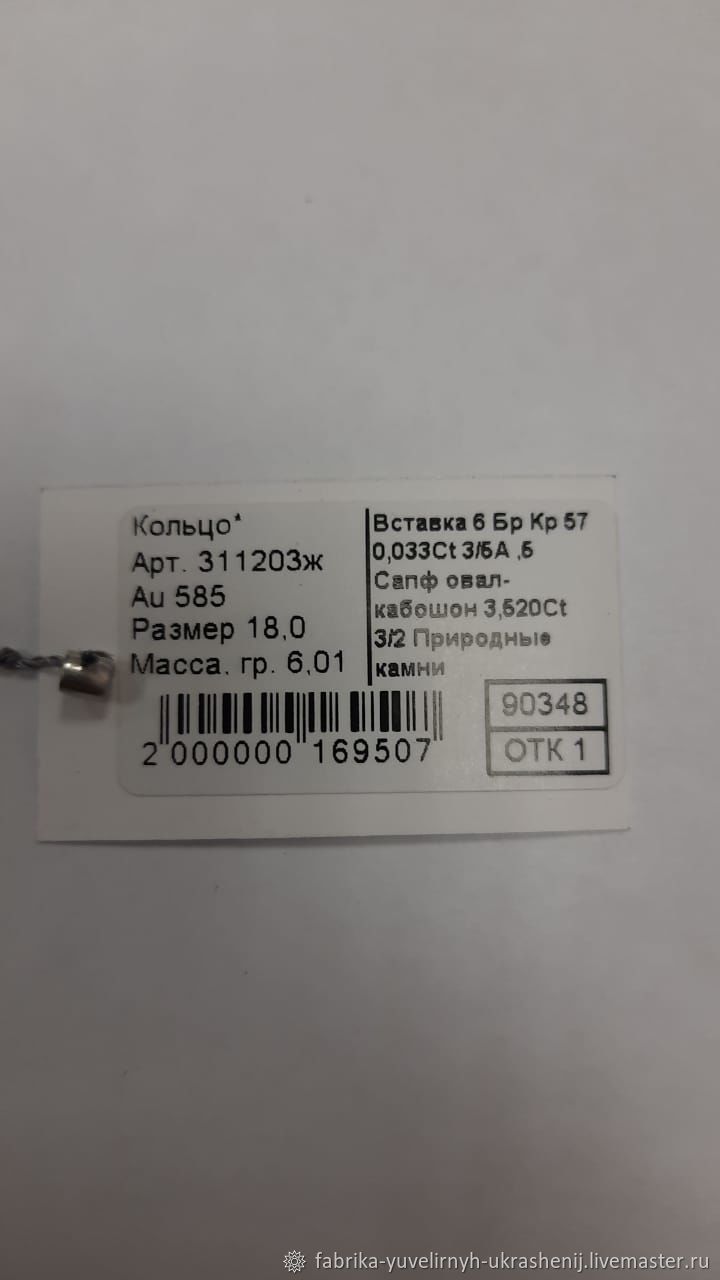 Кольцо*
Арт. 311203ж
Au 585
Размер 18,0
Масса. гр. 6,01
2 000000 169507
Вставка 6 Бр Кр 57
0,033Ct 3/5А ,5
Сапф овал-
кабошон 3,520Ct
3/2 Природные
камни
90348
ОТК 1
fabrika-yuvelirnyh-ukrashenij.livemaster.ru